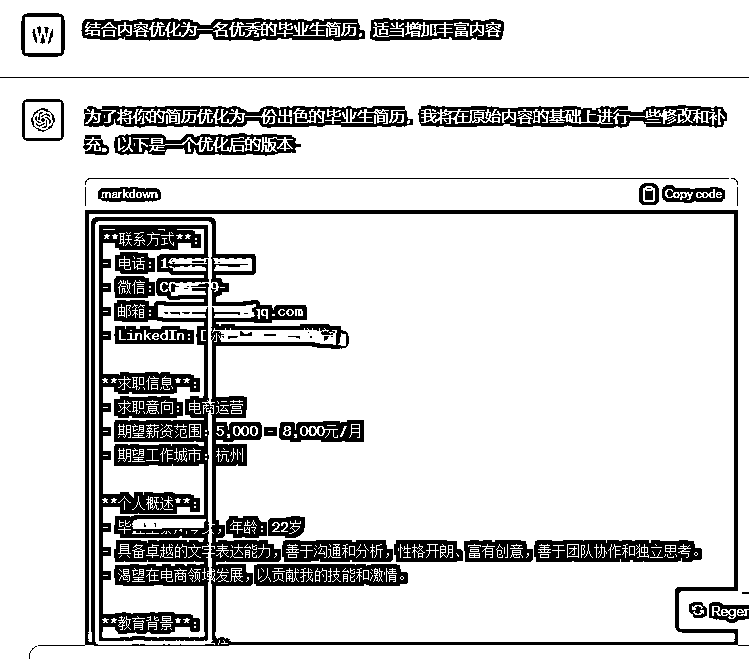 W 结合内容优化为一名优秀的毕业生简历，适当增加丰富内容
为了将你的简历优化为一份出色的毕业生简历，我将在原始内容的基础上进行一些修改和补
充。以下是一个优化后的版本
markdown Copy code
**联系方式**:
- 电话:
- 微信:
- 邮箱: qq.com
- LinkedIn:
**求职信息**:
- 求职意向: 电商运营
- 期望薪资范围: 5,000 - 8,000元/月
- 期望工作城市: 杭州
**个人概述**:
- 年龄: 22岁
- 具备卓越的文字表达能力，善于沟通和分析，性格开朗、富有创意，善于团队协作和独立思考。
- 渴望在电商领域发展，以贡献我的技能和激情。
Regen
**教育背景**: